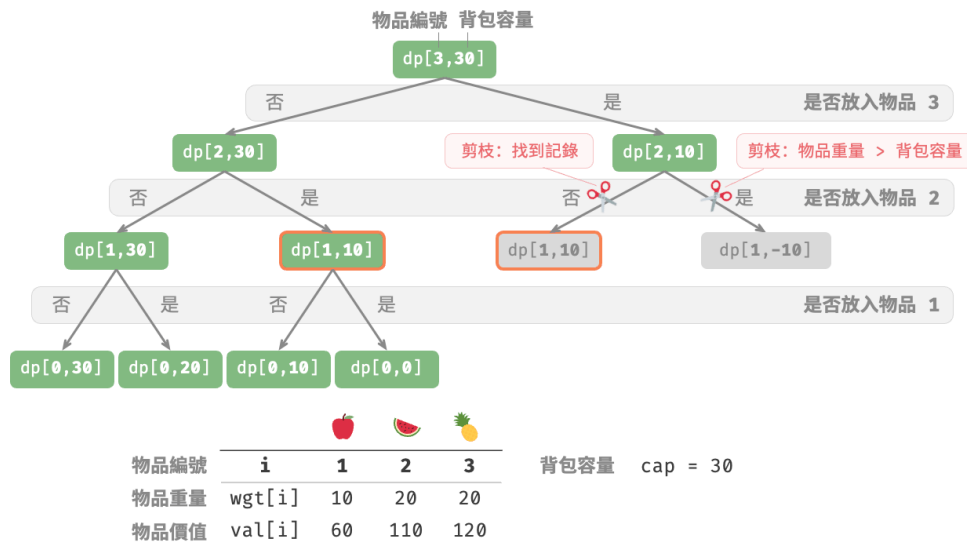 物品編號 背包容量
dp[3,30]
否 是 是否放入物品 3
dp[2,30] 剪枝：找到記錄 dp[2,10] 剪枝：物品重量 > 背包容量
否 是 否 是 是否放入物品 2
dp[1,30] dp[1,10] dp[1,10] dp[1,-10]
否 是 否 是 是否放入物品 1
dp[0,30] dp[0,20] dp[0,10] dp[0,0]
物品編號 i 1 2 3 背包容量 cap = 30
物品重量 wgt[i] 10 20 20
物品價值 val[i] 60 110 120